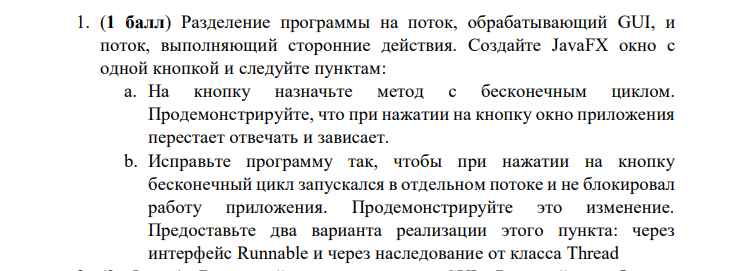 1. (1 балл) Разделение программы на поток, обрабатывающий GUI, и
поток, выполняющий сторонние действия. Создайте JavaFX окно с
одной кнопкой и следуйте пунктам:
a. На кнопку назначьте метод с бесконечным циклом.
Продемонстрируйте, что при нажатии на кнопку окно приложения
перестает отвечать и зависает.
b. Исправьте программу так, чтобы при нажатии на кнопку
бесконечный цикл запускался в отдельном потоке и не блокировал
работу приложения. Продемонстрируйте это изменение.
Предоставьте два варианта реализации этого пункта: через
интерфейс Runnable и через наследование от класса Thread